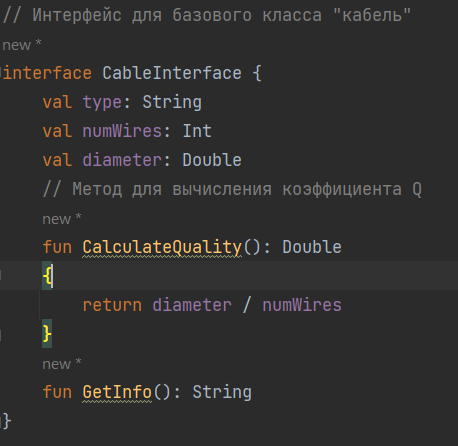 // Интерфейс для базового класса "кабель"
new *
interface CableInterface {
val type: String
val numWires: Int
val diameter: Double
// Метод для вычисления коэффициента Q
new *
fun CalculateQuality(): Double
{
return diameter / numWires
}
new *
fun GetInfo(): String
}